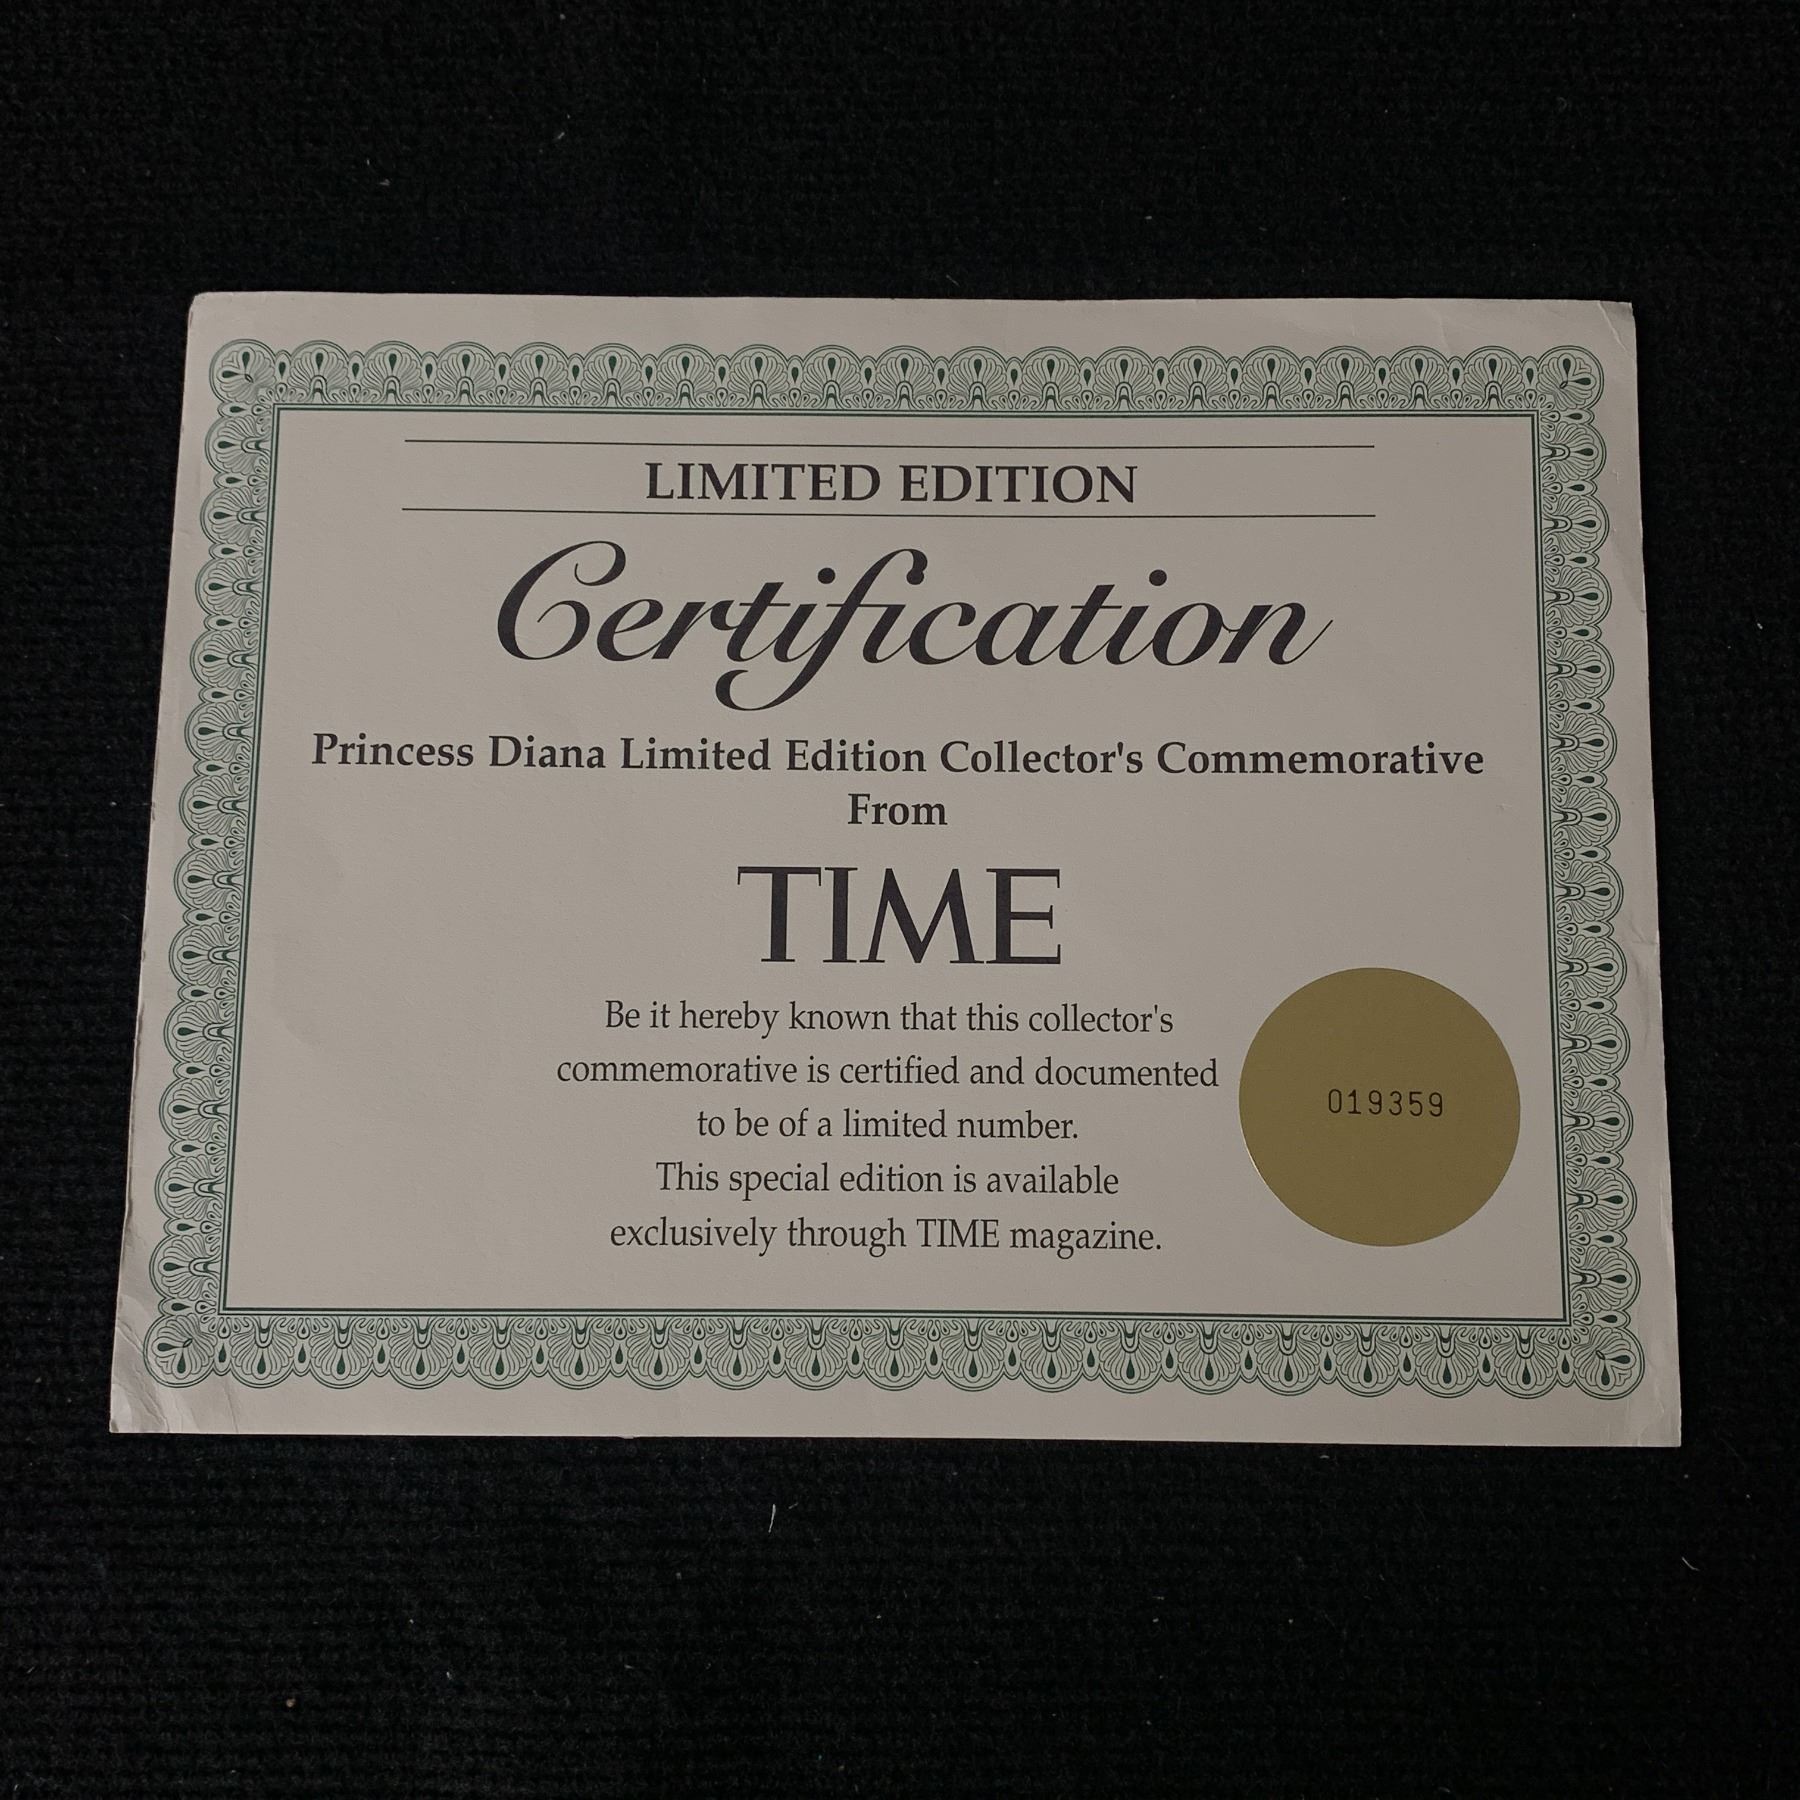 LIMITED EDITION
Certification
Princess Diana Limited Edition Collector's Commemorative
From
TIME
Be it hereby known that this collector's
commemorative is certified and documented
to be of a limited number.
This special edition is available
exclusively through TIME magazine.
019359